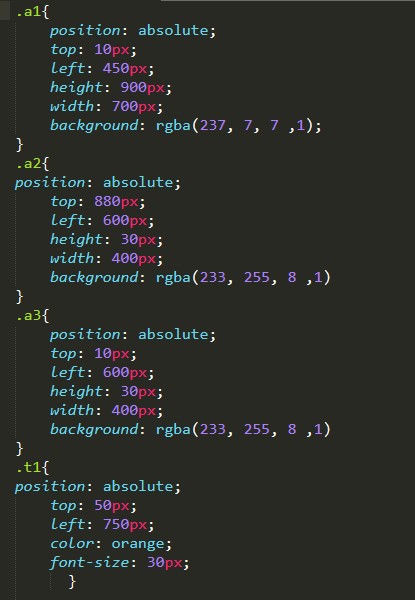 .a1{
position: absolute;
top: 10px;
left: 450px;
height: 900px;
width: 700px;
background: rgba(237, 7, 7 ,1);
}
.a2{
position: absolute;
top: 880px;
left: 600px;
height: 30px;
width: 400px;
background: rgba(233, 255, 8 ,1)
}
.a3{
position: absolute;
top: 10px;
left: 600px;
height: 30px;
width: 400px;
background: rgba(233, 255, 8 ,1)
}
.t1{
position: absolute;
top: 50px;
left: 750px;
color: orange;
font-size: 30px;
}